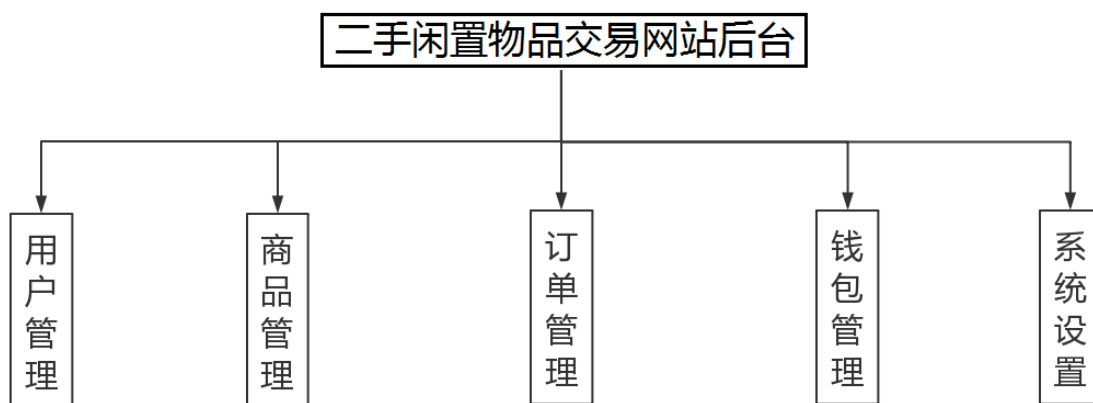 二手闲置物品交易网站后台
用户管理
商品管理
订单管理
钱包管理
系统设置